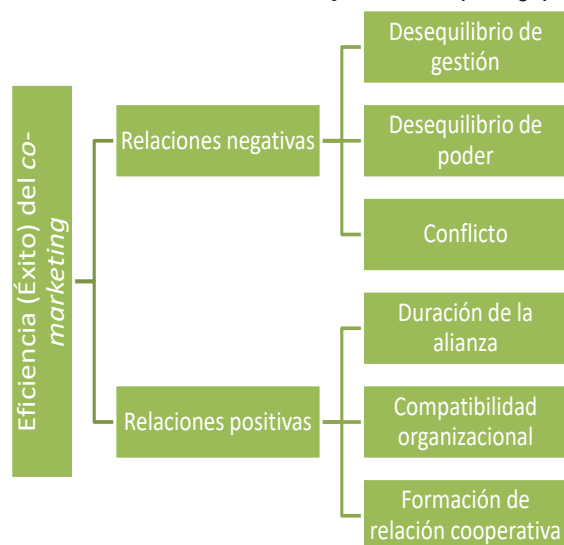 Eficiencia (Éxito) del co-
marketing
Relaciones negativas
Desequilibrio de
gestión
Desequilibrio de
poder
Conflicto
Relaciones positivas
Duración de la
alianza
Compatibilidad
organizacional
Formación de
relación cooperativa